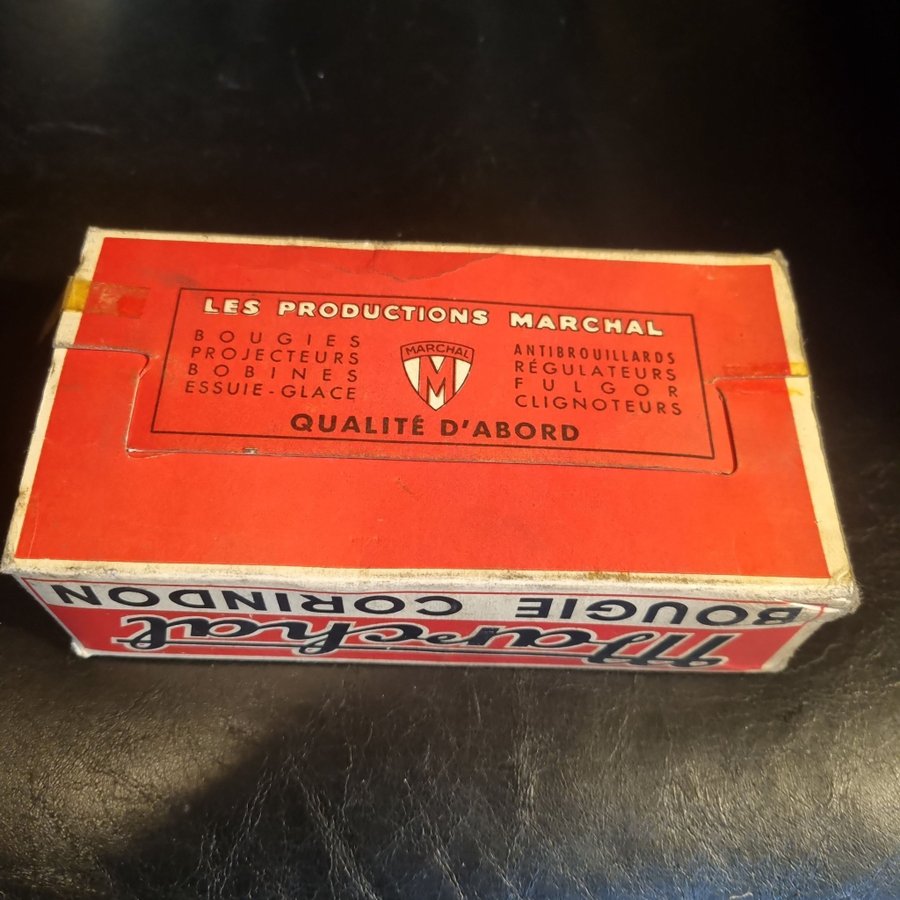 LES PRODUCTIONS MARCHAL
BOUGIES
PROJECTEURS
BOBINES
ESSUIE-GLACE
MARCHAL
M
ANTIBROUILLARDS
RÉGULATEURS
FULGOR
CLIGNOTEURS
QUALITÉ D'ABORD
Marchal
BOUGIE CORINDON